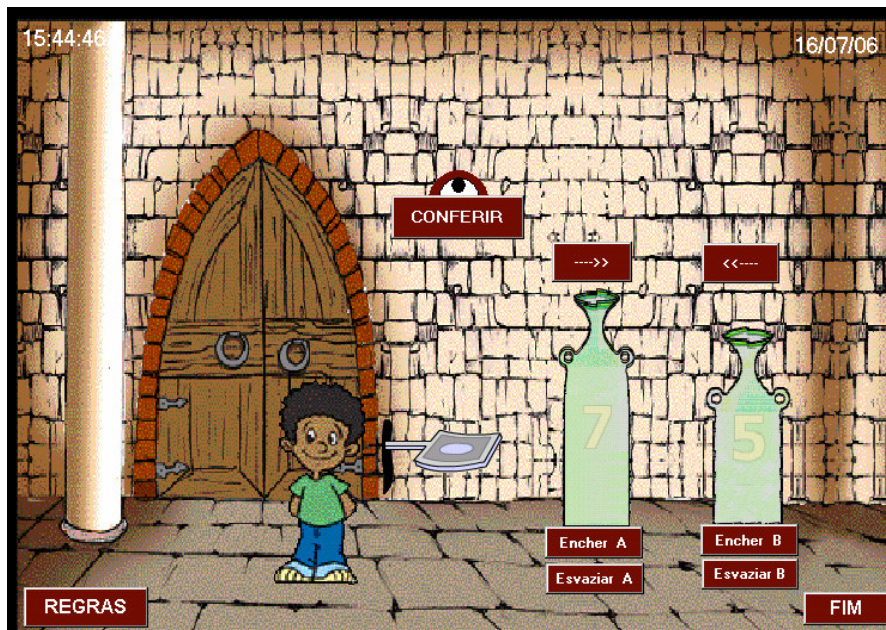 15:44:46
16/07/06
CONFERIR
---->>
<<----
7
5
Encher A
Encher B
Esvaziar A
Esvaziar B
REGRAS
FIM